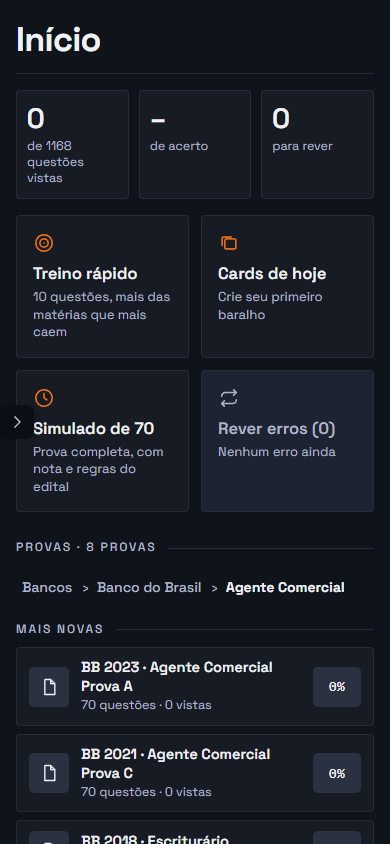 Início
0
de 1168
questões
vistas
–
de acerto
0
para rever
Treino rápido
10 questões, mais das
matérias que mais
caem
Cards de hoje
Crie seu primeiro
baralho
Simulado de 70
Prova completa, com
nota e regras do
edital
Rever erros (0)
Nenhum erro ainda
PROVAS · 8 PROVAS
Bancos > Banco do Brasil > Agente Comercial
MAIS NOVAS
BB 2023 · Agente Comercial
Prova A
70 questões · 0 vistas
0%
BB 2021 · Agente Comercial
Prova C
70 questões · 0 vistas
0%
BB 2018 · Escriturário